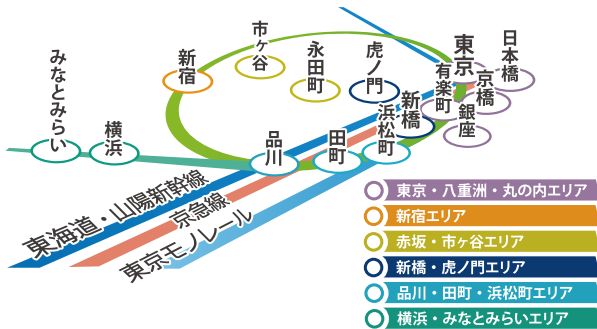 みなとみらい
横浜
新宿
市ヶ谷
永田町
虎ノ門
新橋
浜松町
有楽町
東京
京橋
日本橋
銀座
品川
田町
東海道・山陽新幹線
京急線
東京モノレール
東京・八重洲・丸の内エリア
新宿エリア
赤坂・市ヶ谷エリア
新橋・虎ノ門エリア
品川・田町・浜松町エリア
横浜・みなとみらいエリア